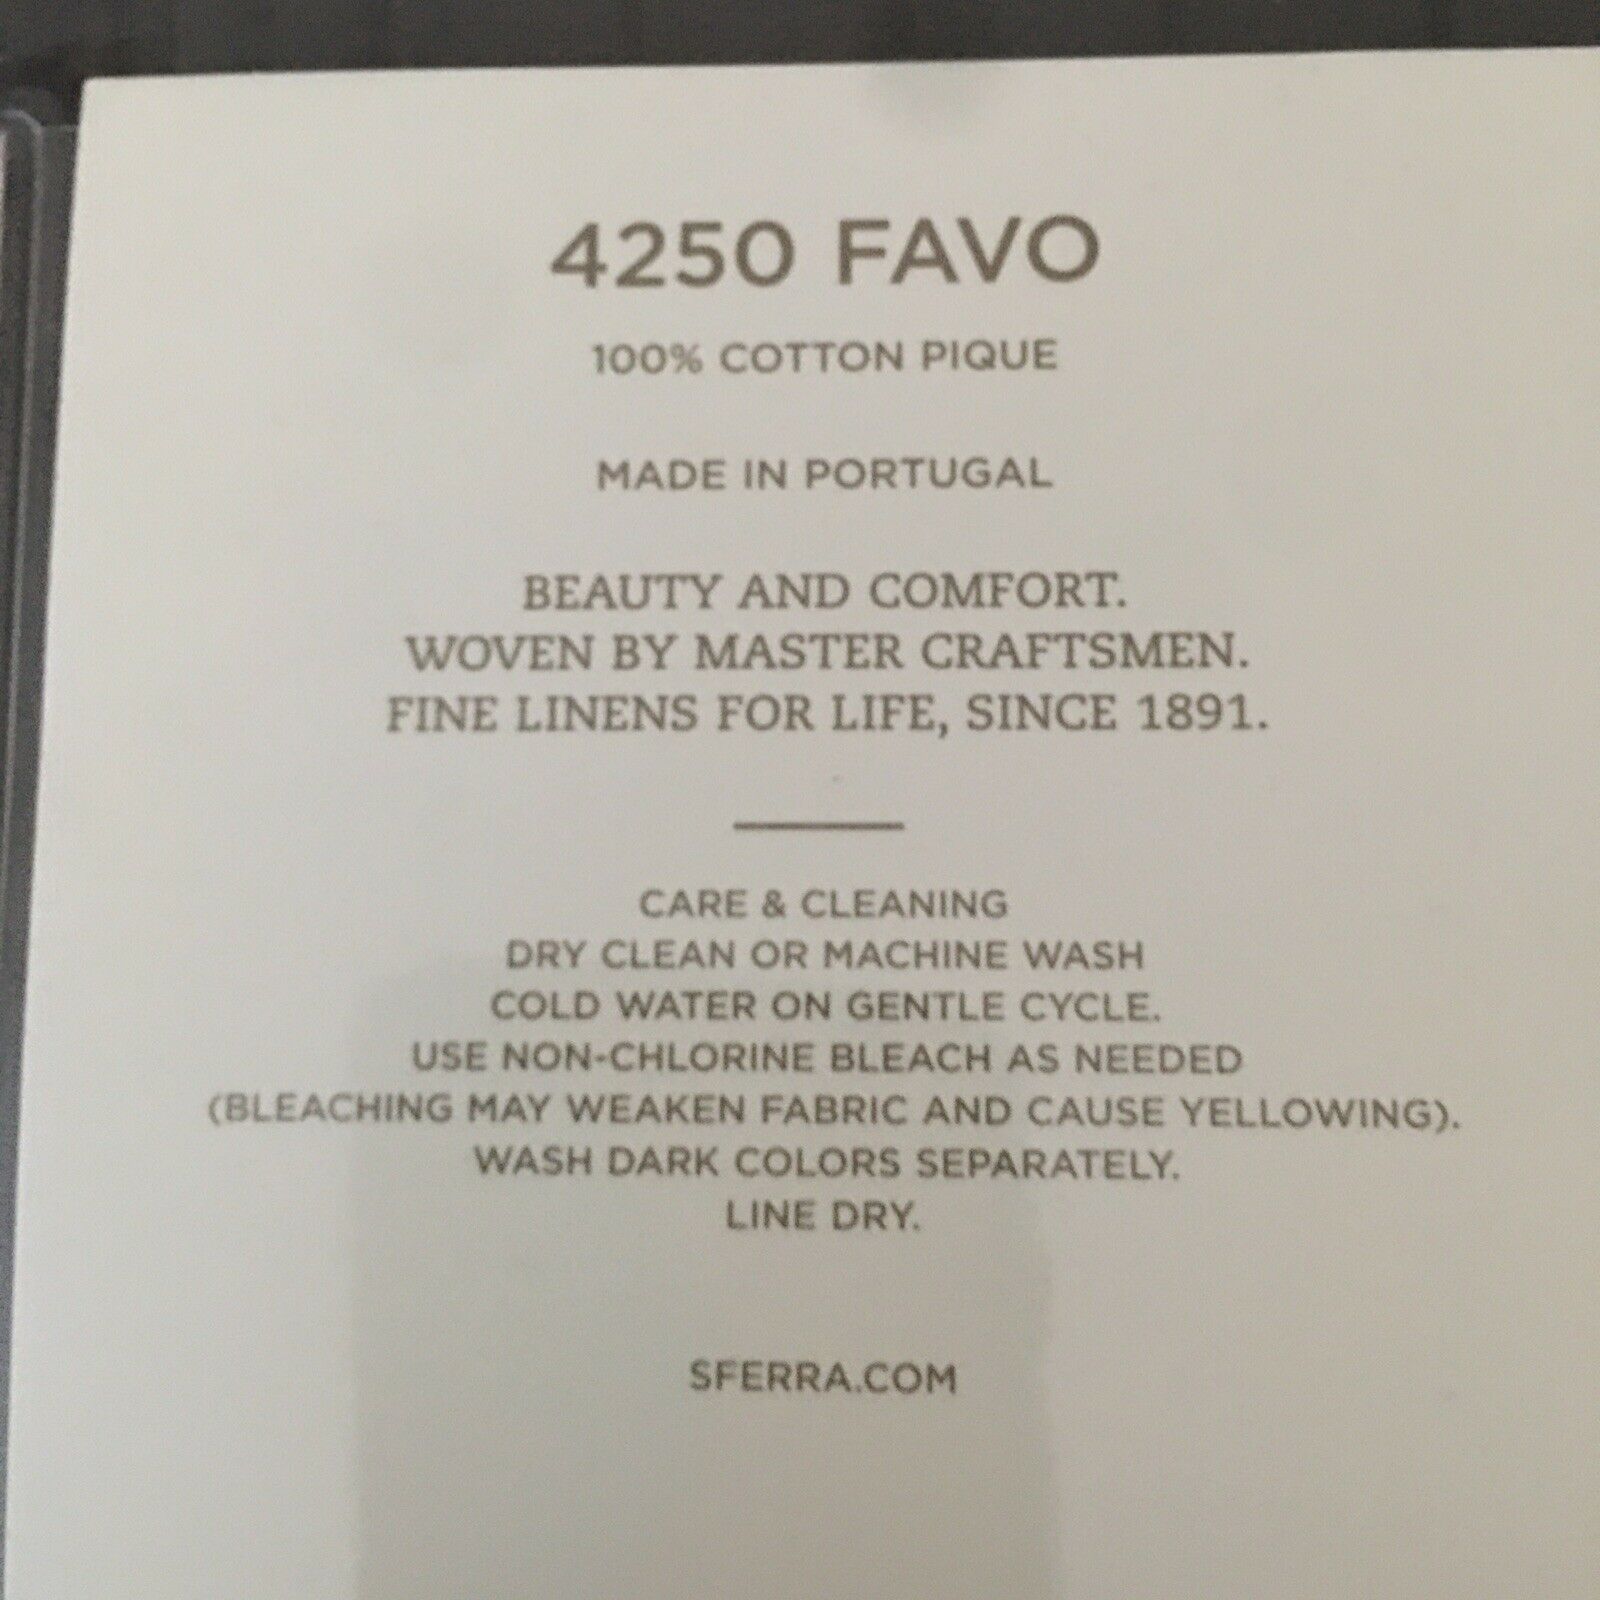 4250 FAVO
100% COTTON PIQUE
MADE IN PORTUGAL
BEAUTY AND COMFORT.
WOVEN BY MASTER CRAFTSMEN.
FINE LINENS FOR LIFE, SINCE 1891.
CARE & CLEANING
DRY CLEAN OR MACHINE WASH
COLD WATER ON GENTLE CYCLE.
USE NON-CHLORINE BLEACH AS NEEDED
(BLEACHING MAY WEAKEN FABRIC AND CAUSE YELLOWING).
WASH DARK COLORS SEPARATELY.
LINE DRY.
SFERRA.COM